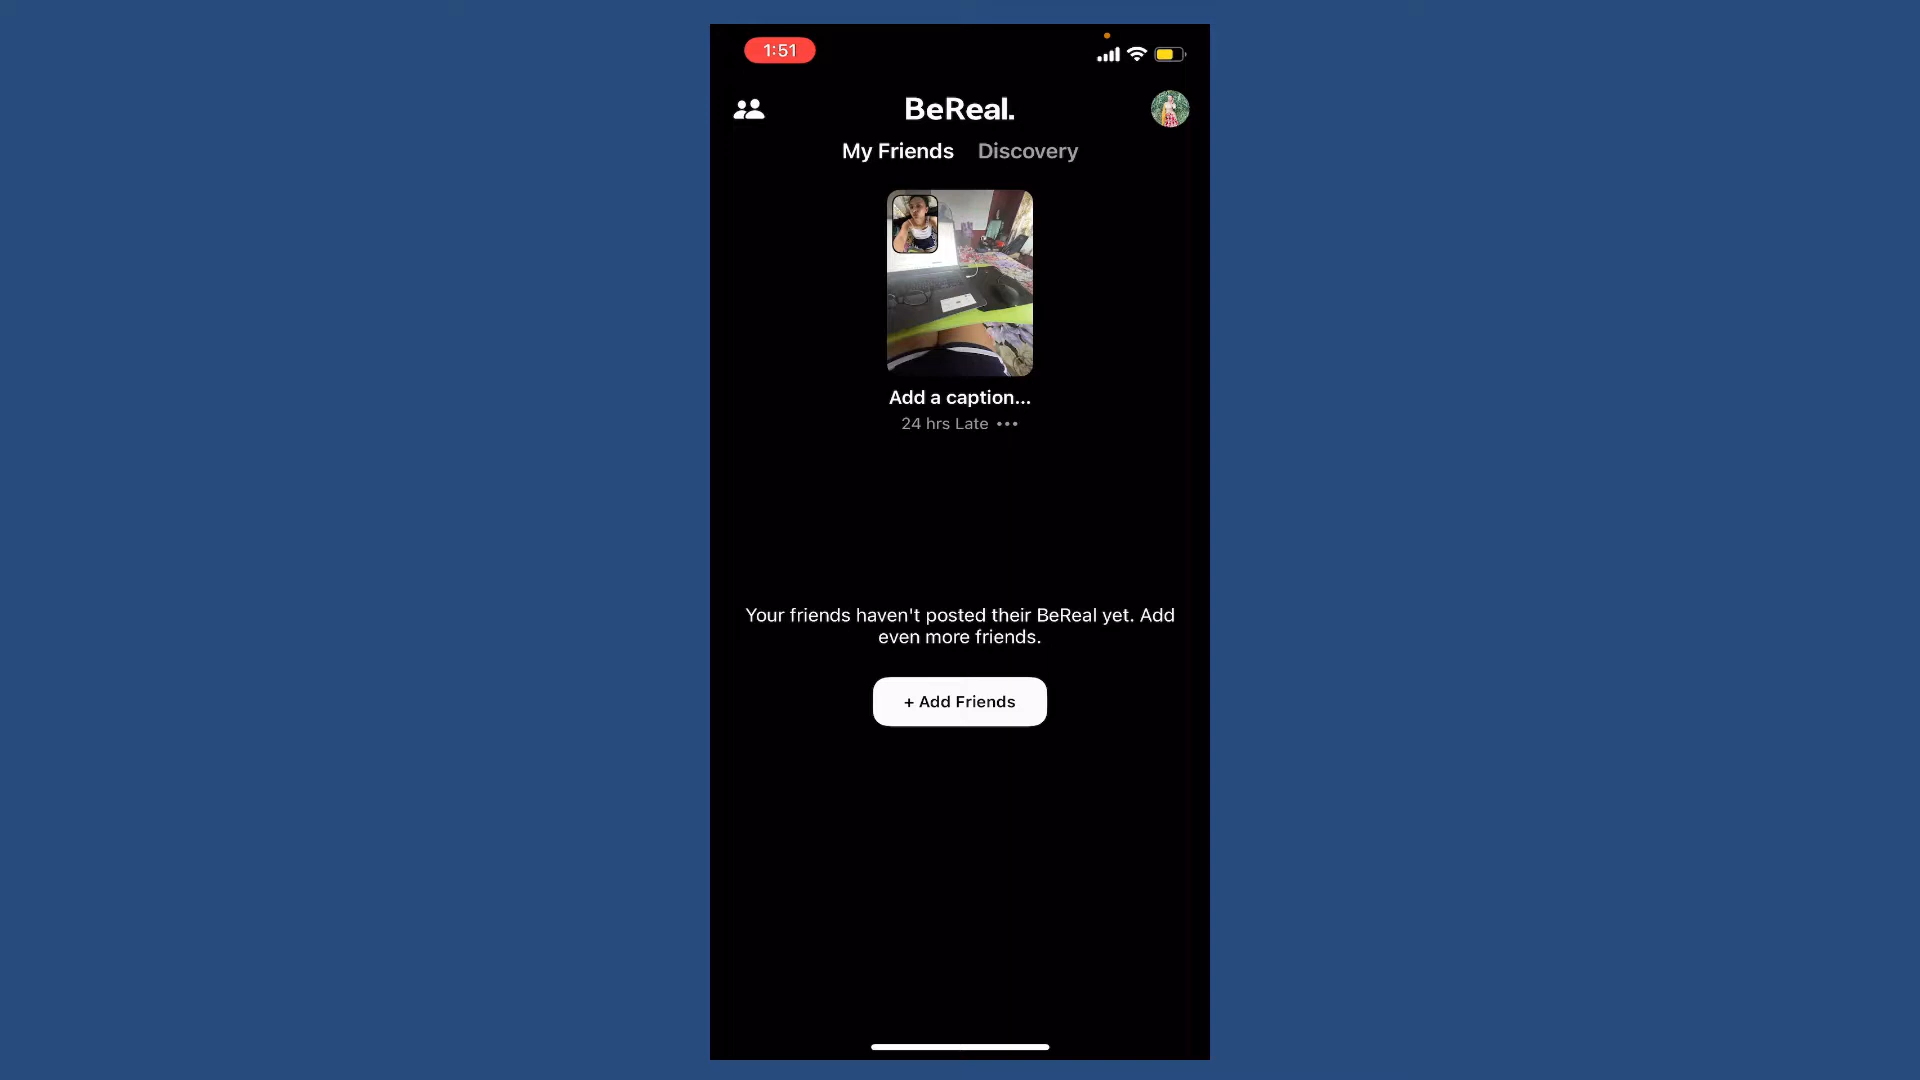 1:51
BeReal.
My Friends Discovery
Add a caption...
24 hrs Late •••
Your friends haven't posted their BeReal yet. Add
even more friends.
+ Add Friends